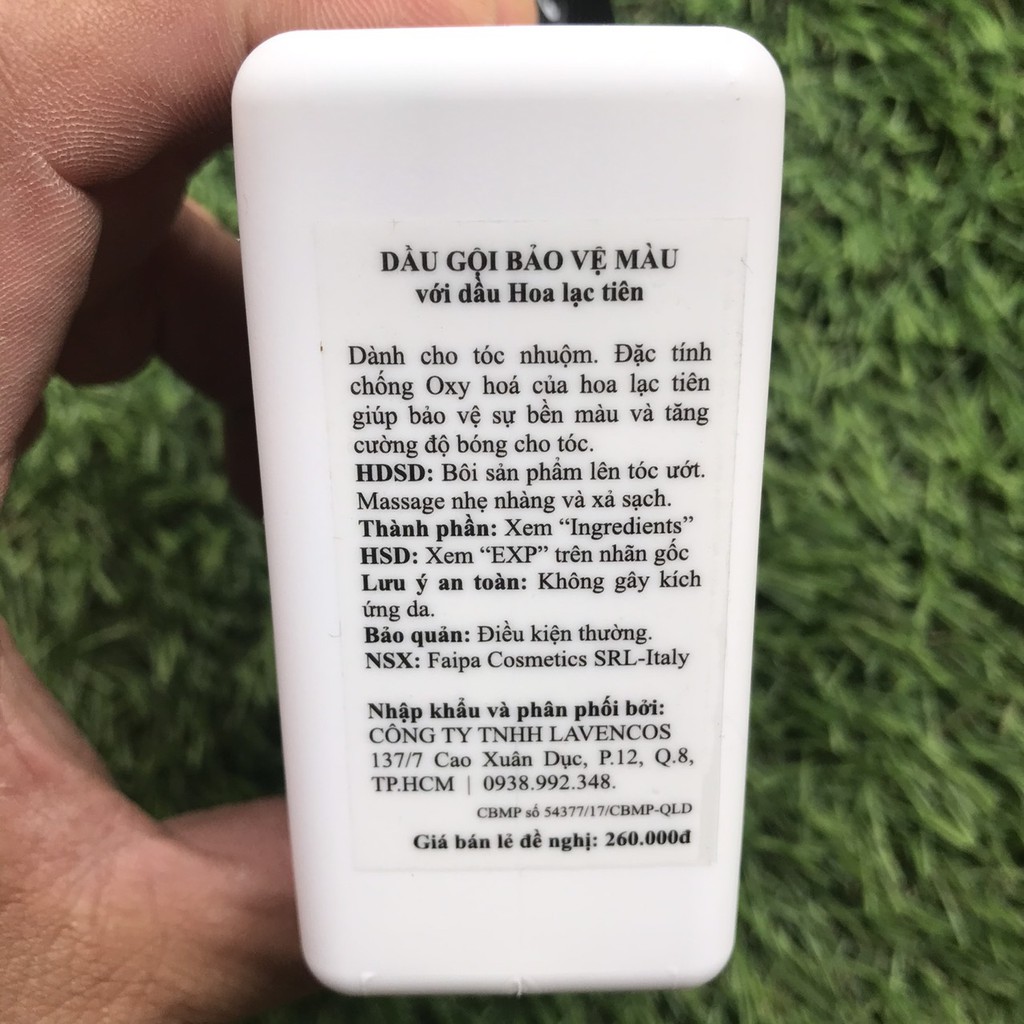 DẦU GỘI BẢO VỆ MÀU
với dầu Hoa lạc tiên
Dành cho tóc nhuộm. Đặc tính
chống Oxy hoá của hoa lạc tiên
giúp bảo vệ sự bền màu và tăng
cường độ bóng cho tóc.
HDSD: Bôi sản phẩm lên tóc ướt.
Massage nhẹ nhàng và xả sạch.
Thành phần: Xem “Ingredients”
HSD: Xem “EXP” trên nhãn gốc
Lưu ý an toàn: Không gây kích
ứng da.
Bảo quản: Điều kiện thường.
NSX: Faipa Cosmetics SRL-Italy
Nhập khẩu và phân phối bởi:
CÔNG TY TNHH LAVENCOS
137/7 Cao Xuân Dục, P.12, Q.8,
TP.HCM | 0938.992.348.
CBMP số 54377/17/CBMP-QLD
Giá bán lẻ đề nghị: 260.000đ